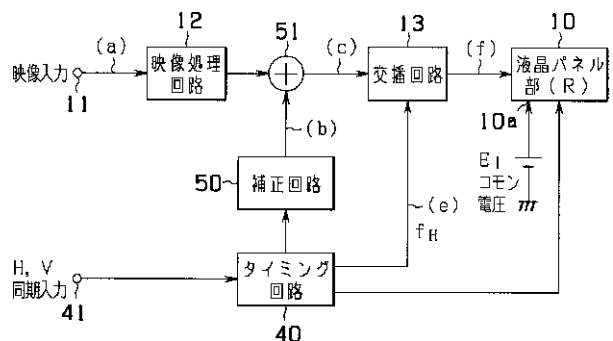 12
51
13
10
(a)
(c)
(f)
映像入力
映像処理
回路
交播回路
液晶パネル
部(R)
11
10a
(b)
E1
コモン
電圧
50
補正回路
(e)
fH
H, V
同期入力
タイミング
回路
41
40